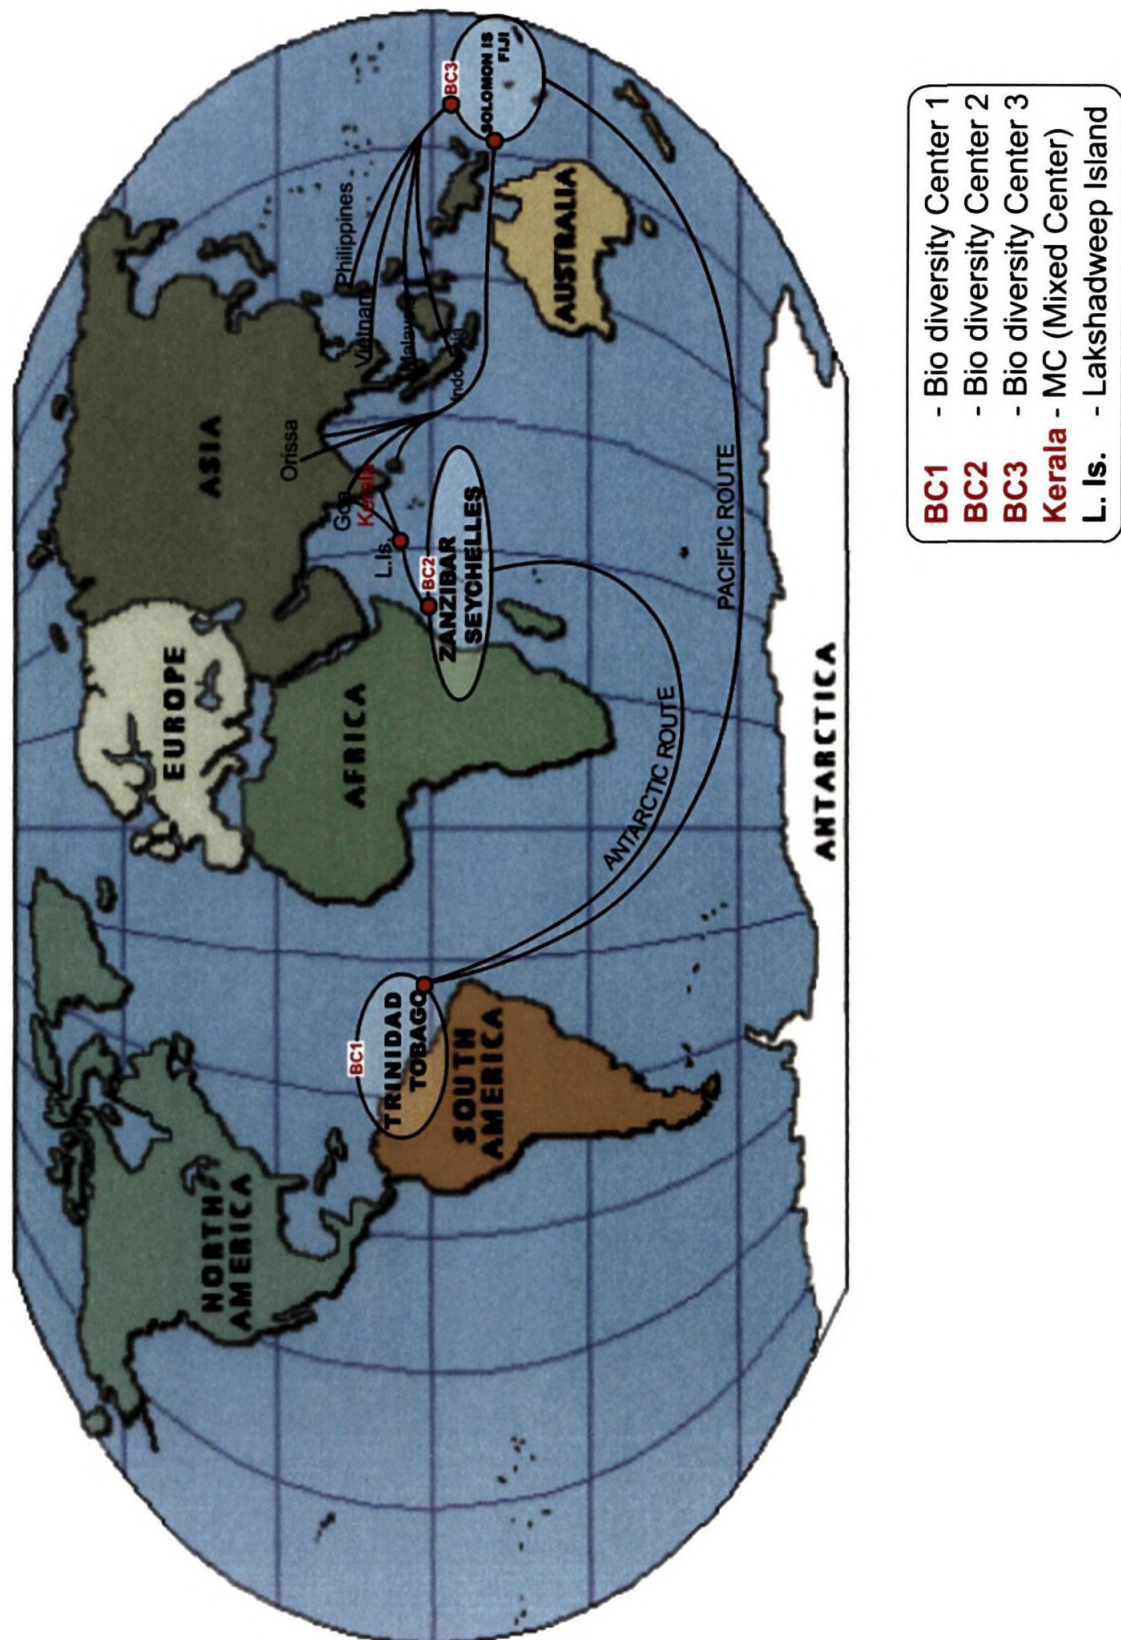 NORTH
AMERICA
BC1
TRINIDAD
TOBAGO
SOUTH
AMERICA
EUROPE
AFRICA
ASIA
Orissa
Goa
Kerala
L.Is.
BC2
ZANZIBAR
SEYCHELLES
Philippines
Vietnam
Malaysia
Indonesia
BC3
SOLOMON IS
FIJI
AUSTRALIA
ANTARCTIC ROUTE
PACIFIC ROUTE
ANTARCTICA
BC1 - Bio diversity Center 1
BC2 - Bio diversity Center 2
BC3 - Bio diversity Center 3
Kerala - MC (Mixed Center)
L. Is. - Lakshadweep Island